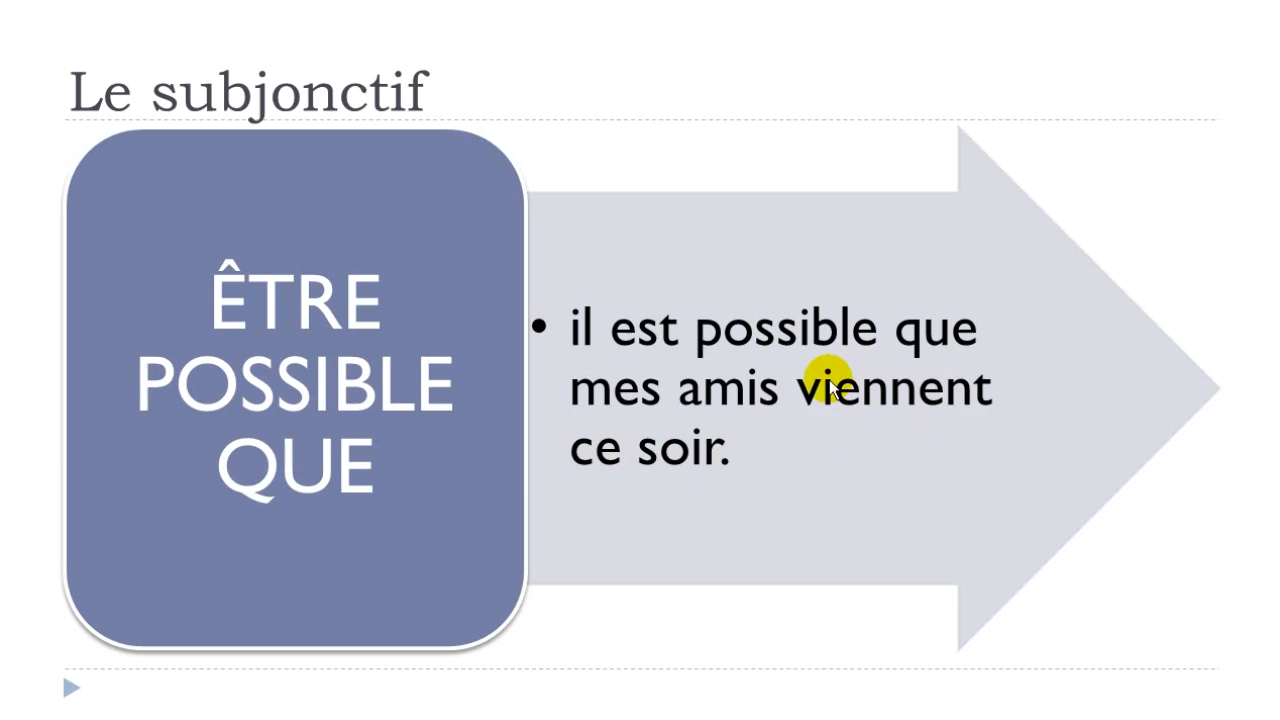 Le subjonctif
ÊTRE
POSSIBLE
QUE
• il est possible que
mes amis viennent
ce soir.